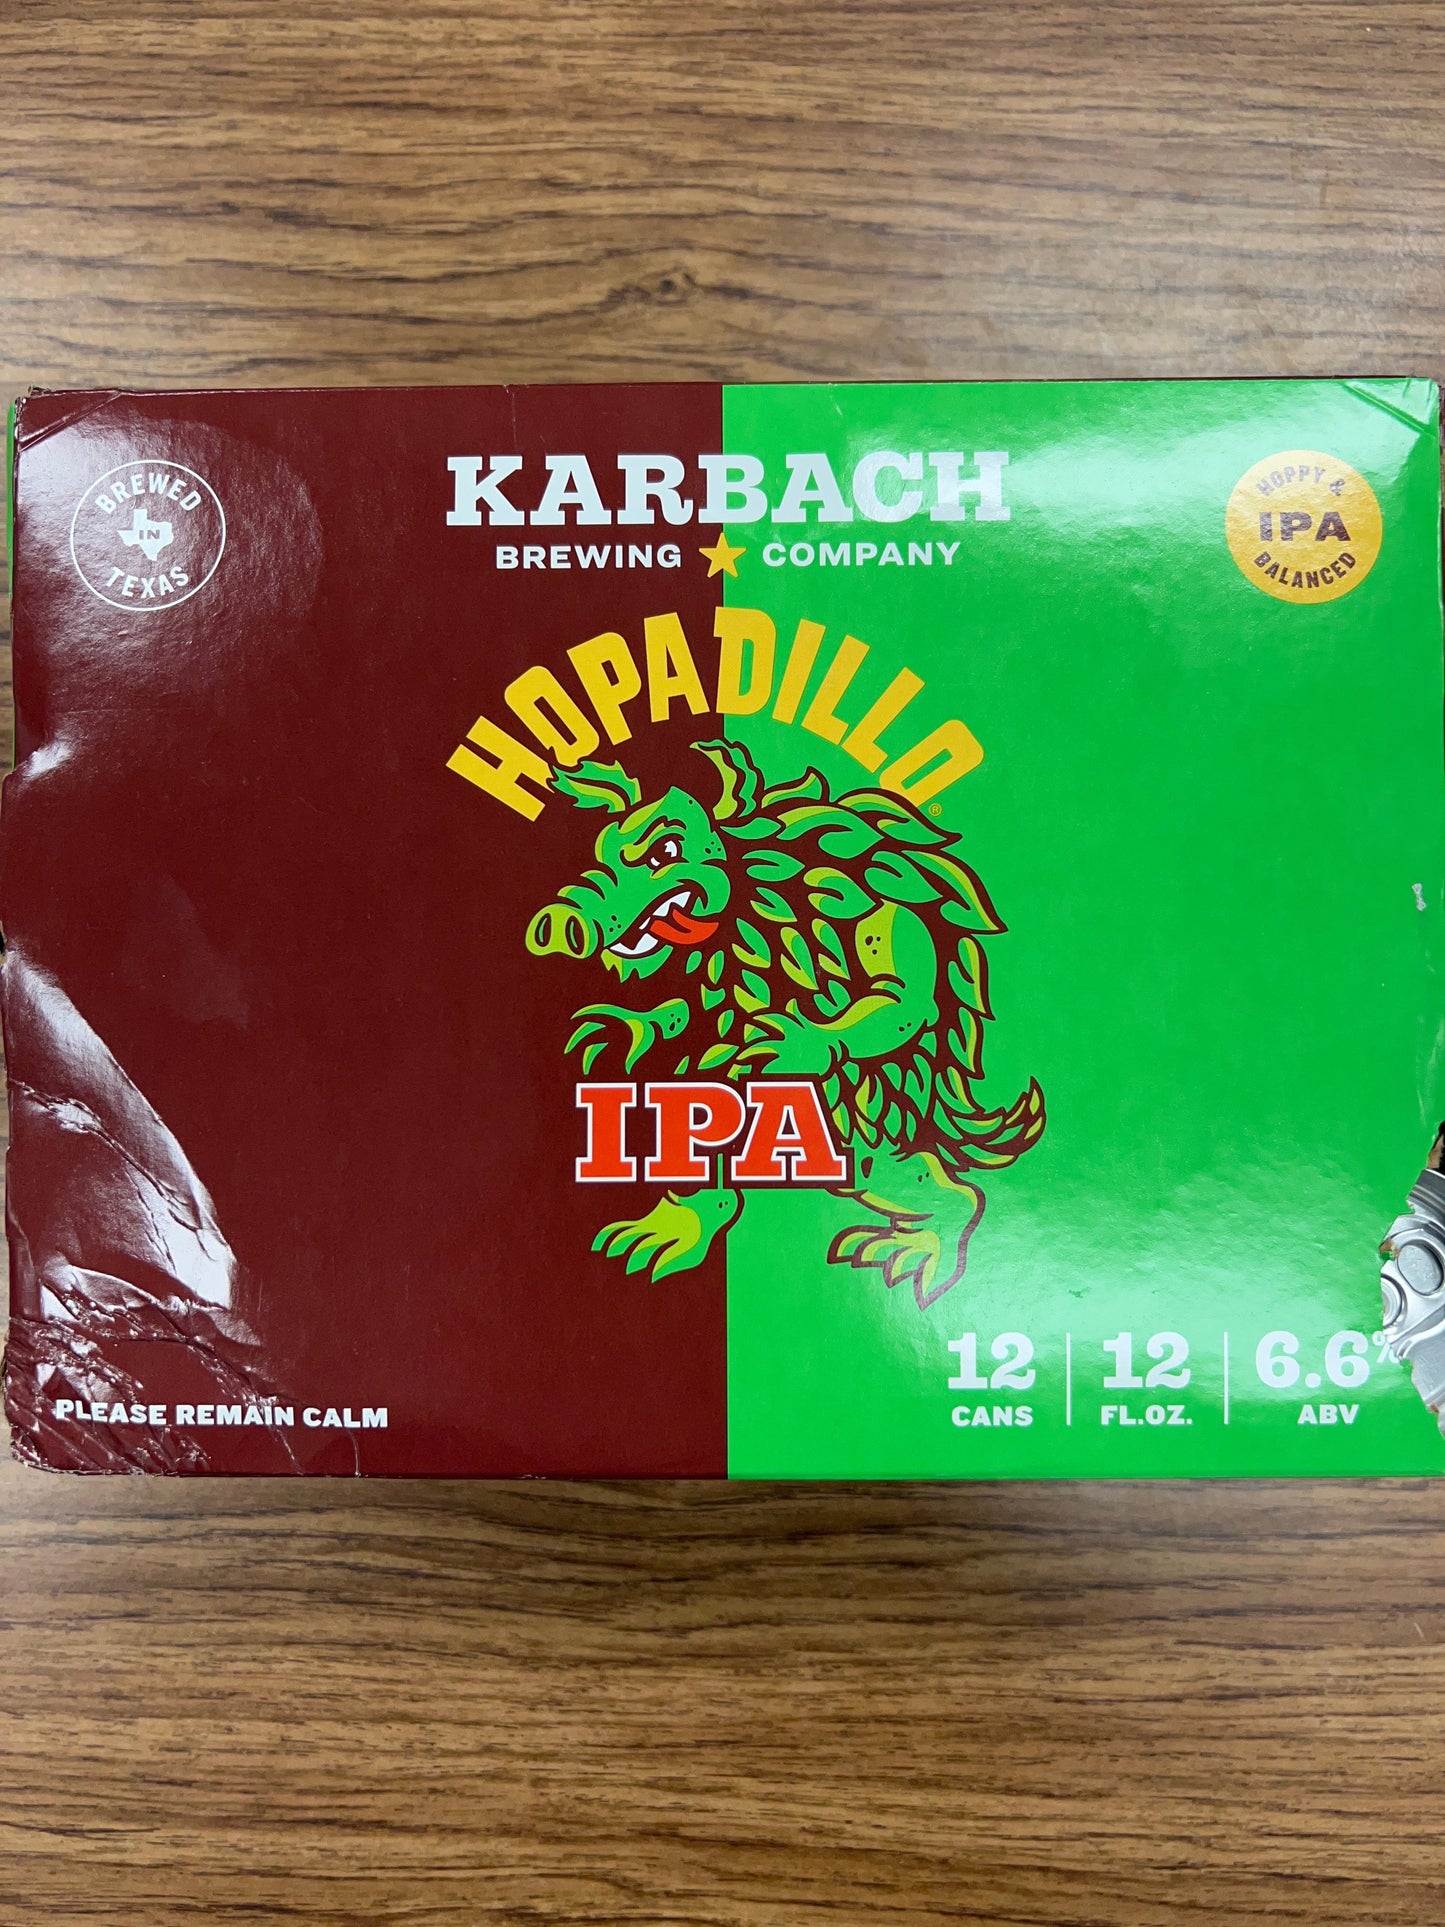 BREWED
IN
TEXAS
KARBACH
BREWING COMPANY
HOPPY &
IPA
BALANCED
HOPADILLO®
IPA
12 12 6.6%
CANS FL.OZ. ABV
PLEASE REMAIN CALM